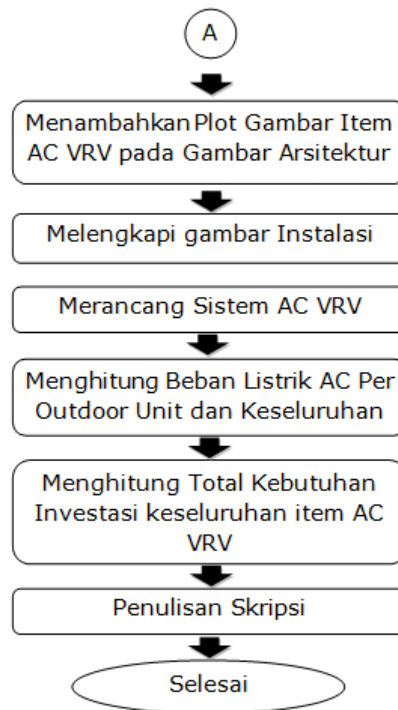 A
Menambahkan Plot Gambar Item
AC VRV pada Gambar Arsitektur
Melengkapi gambar Instalasi
Merancang Sistem AC VRV
Menghitung Beban Listrik AC Per
Outdoor Unit dan Keseluruhan
Menghitung Total Kebutuhan
Investasi keseluruhan item AC
VRV
Penulisan Skripsi
Selesai